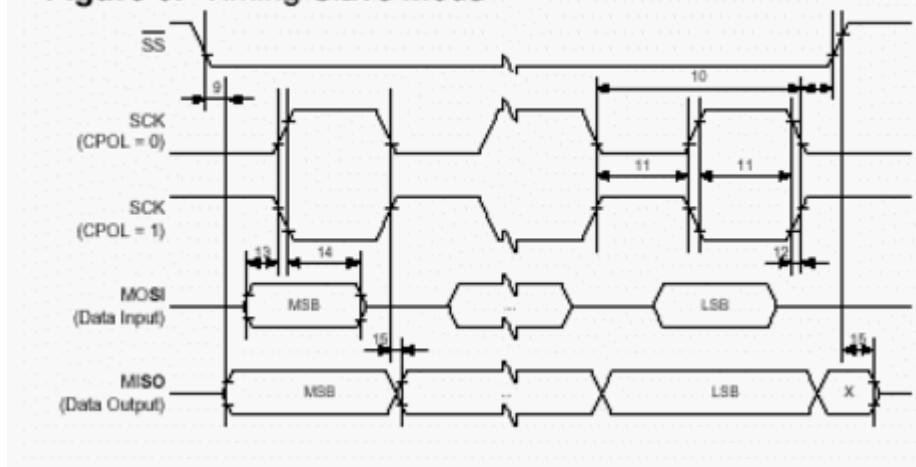 SS
10
9
SCK
(CPOL = 0)
11 11
SCK
(CPOL = 1)
13 14 12
MOSI MSB ... LSB
(Data Input)
15 15
MISO MSB ... LSB X
(Data Output)